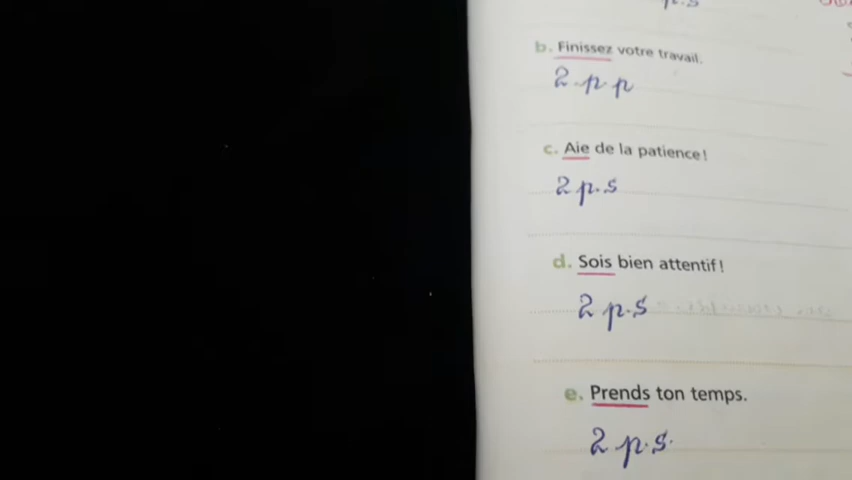 p.s
b. Finissez votre travail.
2.p p
c. Aie de la patience!
2 p.s
d. Sois bien attentif!
2 p.s
e. Prends ton temps.
2 p.s.